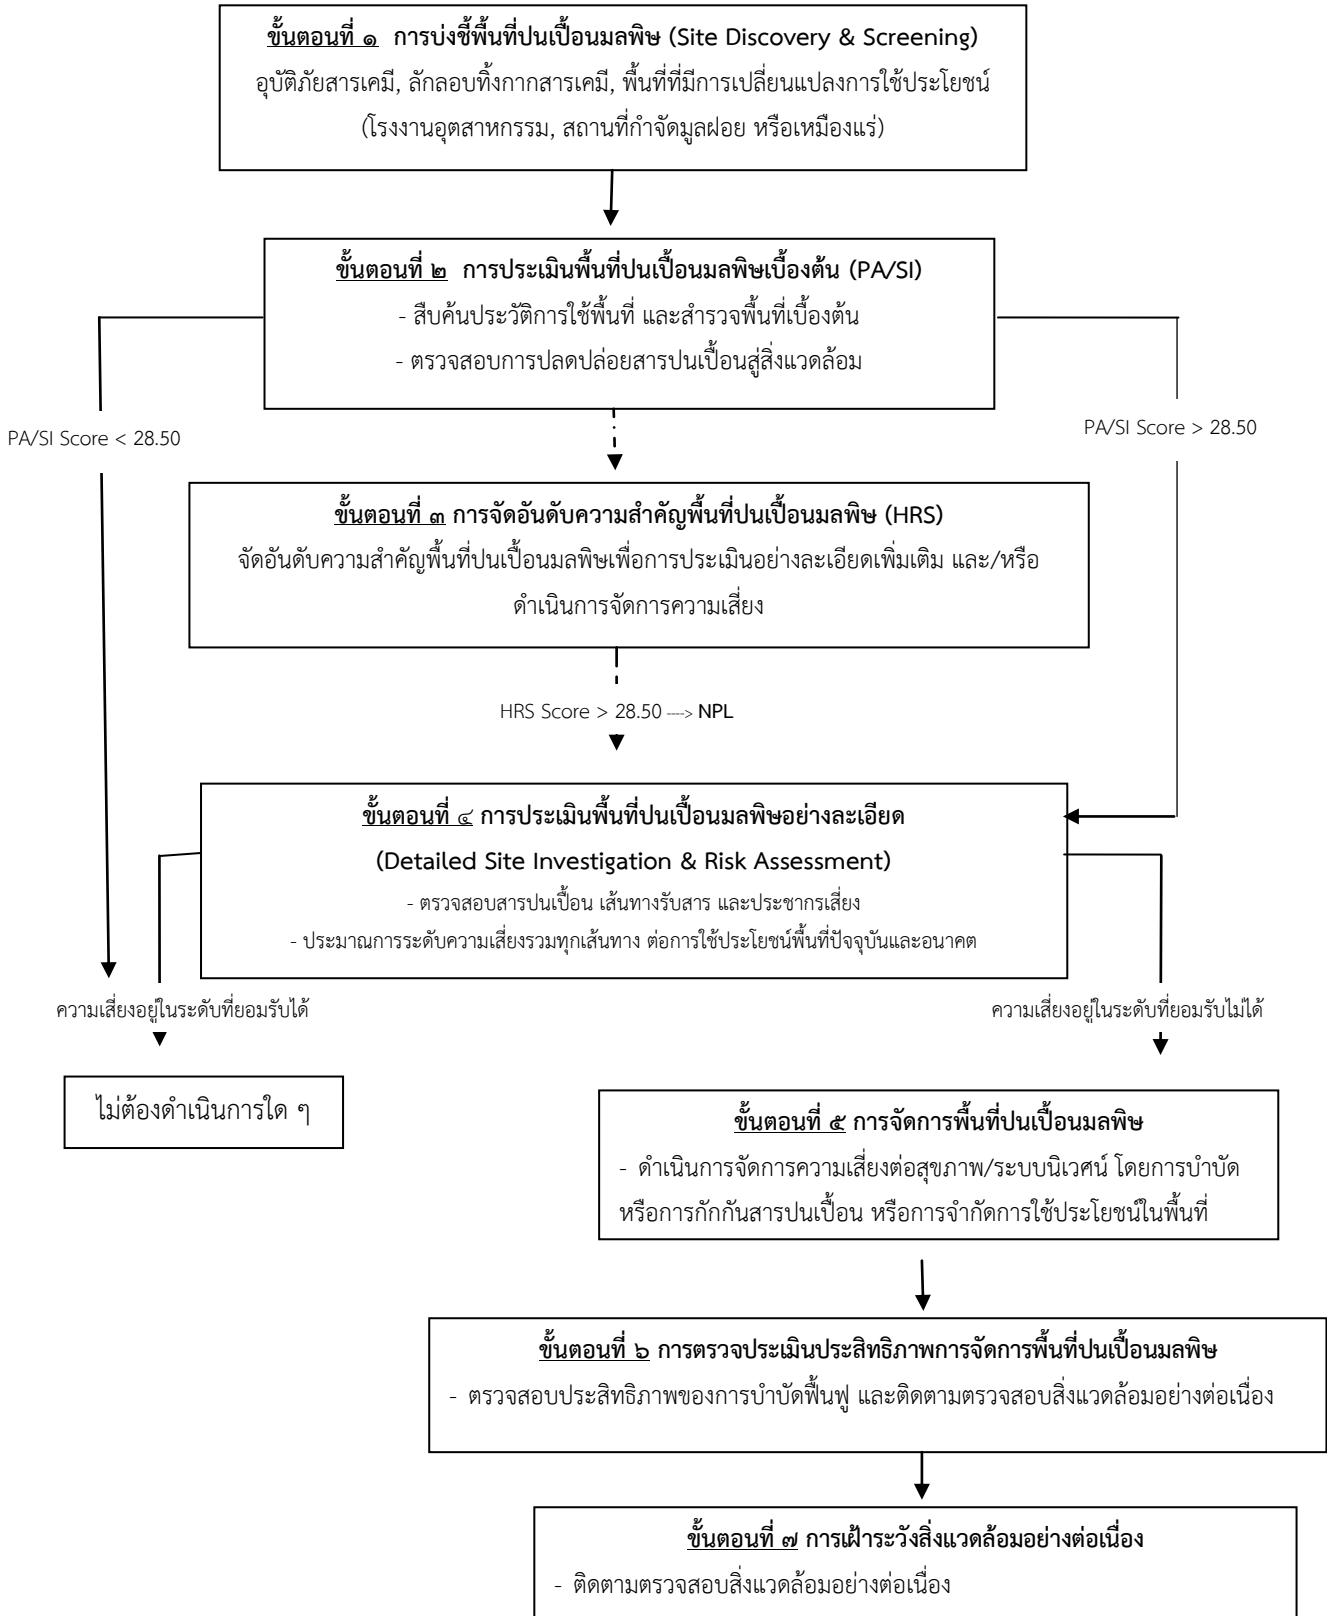 ขั้นตอนที่ ๑ การบ่งชี้พื้นที่ปนเปื้อนมลพิษ (Site Discovery & Screening)
อุบัติภัยสารเคมี, ลักลอบทิ้งกากสารเคมี, พื้นที่ที่มีการเปลี่ยนแปลงการใช้ประโยชน์
(โรงงานอุตสาหกรรม, สถานที่กำจัดมูลฝอย หรือเหมืองแร่)
ขั้นตอนที่ ๒ การประเมินพื้นที่ปนเปื้อนมลพิษเบื้องต้น (PA/SI)
- สืบค้นประวัติการใช้พื้นที่ และสำรวจพื้นที่เบื้องต้น
- ตรวจสอบการปลดปล่อยสารปนเปื้อนสู่สิ่งแวดล้อม
PA/SI Score < 28.50
PA/SI Score > 28.50
ขั้นตอนที่ ๓ การจัดอันดับความสำคัญพื้นที่ปนเปื้อนมลพิษ (HRS)
จัดอันดับความสำคัญพื้นที่ปนเปื้อนมลพิษเพื่อการประเมินอย่างละเอียดเพิ่มเติม และ/หรือ
ดำเนินการจัดการความเสี่ยง
HRS Score > 28.50 ----> NPL
ขั้นตอนที่ ๔ การประเมินพื้นที่ปนเปื้อนมลพิษอย่างละเอียด
(Detailed Site Investigation & Risk Assessment)
- ตรวจสอบสารปนเปื้อน เส้นทางรับสาร และประชากรเสี่ยง
- ประมาณการระดับความเสี่ยงรวมทุกเส้นทาง ต่อการใช้ประโยชน์พื้นที่ปัจจุบันและอนาคต
ความเสี่ยงอยู่ในระดับที่ยอมรับได้
ความเสี่ยงอยู่ในระดับที่ยอมรับไม่ได้
ไม่ต้องดำเนินการใด ๆ
ขั้นตอนที่ ๕ การจัดการพื้นที่ปนเปื้อนมลพิษ
- ดำเนินการจัดการความเสี่ยงต่อสุขภาพ/ระบบนิเวศน์ โดยการบำบัด
หรือการกักกันสารปนเปื้อน หรือการจำกัดการใช้ประโยชน์ในพื้นที่
ขั้นตอนที่ ๖ การตรวจประเมินประสิทธิภาพการจัดการพื้นที่ปนเปื้อนมลพิษ
- ตรวจสอบประสิทธิภาพของการบำบัดฟื้นฟู และติดตามตรวจสอบสิ่งแวดล้อมอย่างต่อเนื่อง
ขั้นตอนที่ ๗ การเฝ้าระวังสิ่งแวดล้อมอย่างต่อเนื่อง
- ติดตามตรวจสอบสิ่งแวดล้อมอย่างต่อเนื่อง